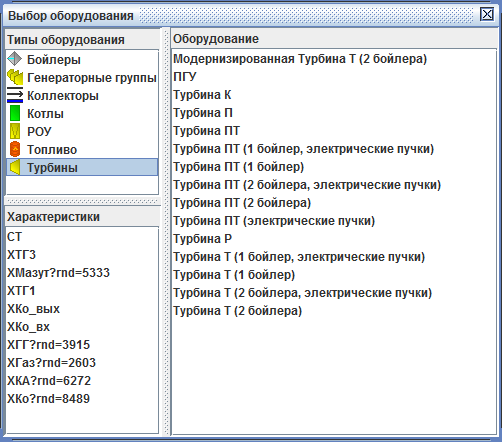 Выбор оборудования
Типы оборудования
Бойлеры
Генераторные группы
Коллекторы
Котлы
РОУ
Топливо
Турбины
Характеристики
СТ
ХТГ3
ХМазут?rnd=5333
ХТГ1
ХКо_вых
ХКо_вх
ХГГ?rnd=3915
ХГаз?rnd=2603
ХКА?rnd=6272
ХКо?rnd=8489
Оборудование
Модернизированная Турбина Т (2 бойлера)
ПГУ
Турбина К
Турбина П
Турбина ПТ
Турбина ПТ (1 бойлер, электрические пучки)
Турбина ПТ (1 бойлер)
Турбина ПТ (2 бойлера, электрические пучки)
Турбина ПТ (2 бойлера)
Турбина ПТ (электрические пучки)
Турбина Р
Турбина Т (1 бойлер, электрические пучки)
Турбина Т (1 бойлер)
Турбина Т (2 бойлера, электрические пучки)
Турбина Т (2 бойлера)